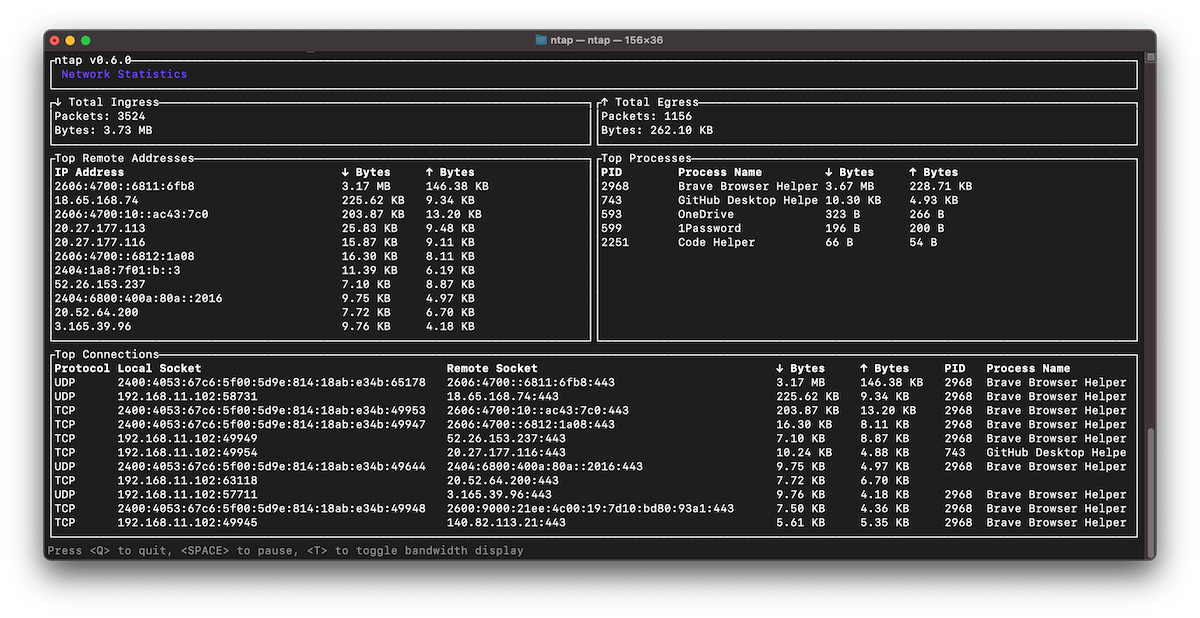 ntap — ntap — 156×36
ntap v0.6.0
Network Statistics
↓ Total Ingress
Packets: 3524
Bytes: 3.73 MB
↑ Total Egress
Packets: 1156
Bytes: 262.10 KB
Top Remote Addresses
IP Address ↓ Bytes ↑ Bytes
2606:4700::6811:6fb8 3.17 MB 146.38 KB
18.65.168.74 225.62 KB 9.34 KB
2606:4700:10::ac43:7c0 203.87 KB 13.20 KB
20.27.177.113 25.83 KB 9.48 KB
20.27.177.116 15.87 KB 9.11 KB
2606:4700::6812:1a08 16.30 KB 8.11 KB
2404:1a8:7f01:b::3 11.39 KB 6.19 KB
52.26.153.237 7.10 KB 8.87 KB
2404:6800:400a:80a::2016 9.75 KB 4.97 KB
20.52.64.200 7.72 KB 6.70 KB
3.165.39.96 9.76 KB 4.18 KB
Top Processes
PID Process Name ↓ Bytes ↑ Bytes
2968 Brave Browser Helper 3.67 MB 228.71 KB
743 GitHub Desktop Helpe 10.30 KB 4.93 KB
593 OneDrive 323 B 266 B
599 1Password 196 B 200 B
2251 Code Helper 66 B 54 B
Top Connections
Protocol Local Socket Remote Socket ↓ Bytes ↑ Bytes PID Process Name
UDP 2400:4053:67c6:5f00:5d9e:814:18ab:e34b:65178 2606:4700::6811:6fb8:443 3.17 MB 146.38 KB 2968 Brave Browser Helper
UDP 192.168.11.102:58731 18.65.168.74:443 225.62 KB 9.34 KB 2968 Brave Browser Helper
TCP 2400:4053:67c6:5f00:5d9e:814:18ab:e34b:49953 2606:4700:10::ac43:7c0:443 203.87 KB 13.20 KB 2968 Brave Browser Helper
TCP 2400:4053:67c6:5f00:5d9e:814:18ab:e34b:49947 2606:4700::6812:1a08:443 16.30 KB 8.11 KB 2968 Brave Browser Helper
TCP 192.168.11.102:49949 52.26.153.237:443 7.10 KB 8.87 KB 2968 Brave Browser Helper
TCP 192.168.11.102:49954 20.27.177.116:443 10.24 KB 4.88 KB 743 GitHub Desktop Helpe
UDP 2400:4053:67c6:5f00:5d9e:814:18ab:e34b:49644 2404:6800:400a:80a::2016:443 9.75 KB 4.97 KB 2968 Brave Browser Helper
TCP 192.168.11.102:63118 20.52.64.200:443 7.72 KB 6.70 KB
UDP 192.168.11.102:57711 3.165.39.96:443 9.76 KB 4.18 KB 2968 Brave Browser Helper
TCP 2400:4053:67c6:5f00:5d9e:814:18ab:e34b:49948 2600:9000:21ee:4c00:19:7d10:bd80:93a1:443 7.50 KB 4.36 KB 2968 Brave Browser Helper
TCP 192.168.11.102:49945 140.82.113.21:443 5.61 KB 5.35 KB 2968 Brave Browser Helper
Press <Q> to quit, <SPACE> to pause, <T> to toggle bandwidth display